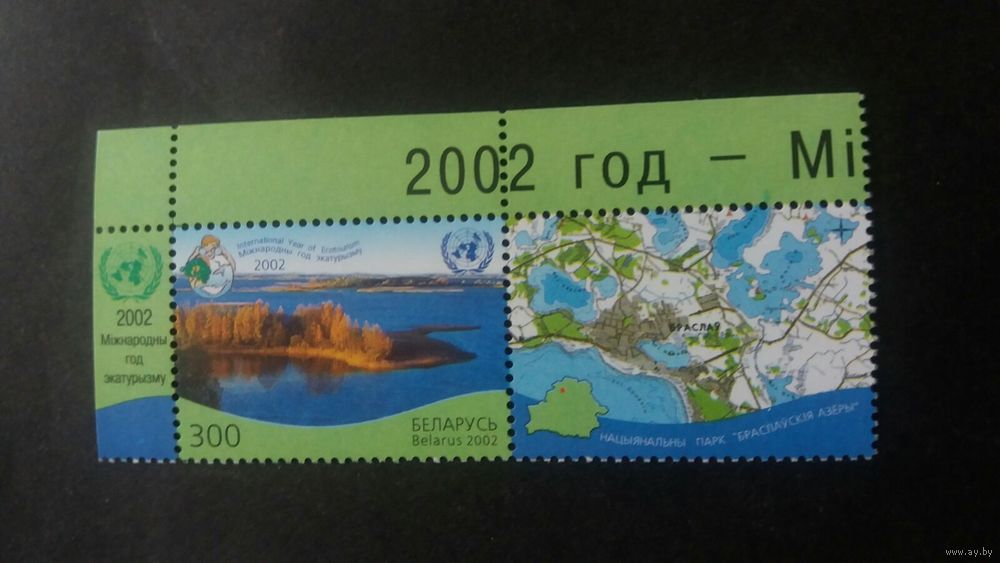 2002 год – Мі
International Year of Ecotourism
Міжнародны год экатурызму
2002
2002
Міжнародны
год
экатурызму
300
БЕЛАРУСЬ
Belarus 2002
БРАСЛАЎ
НАЦЫЯНАЛЬНЫ ПАРК "БРАСЛАЎСКІЯ АЗЁРЫ"
www.ay.by